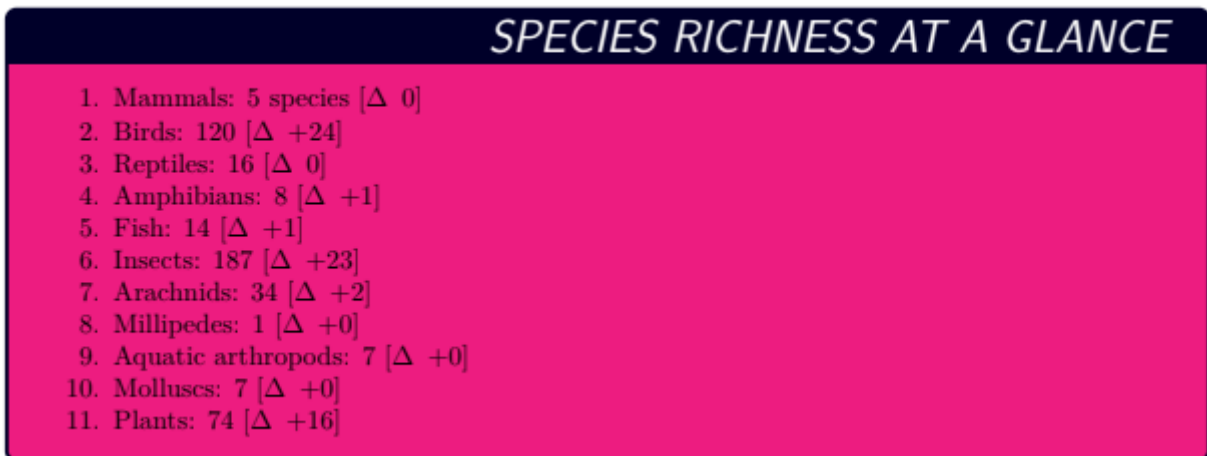 SPECIES RICHNESS AT A GLANCE
1. Mammals: 5 species [Δ 0]
2. Birds: 120 [Δ +24]
3. Reptiles: 16 [Δ 0]
4. Amphibians: 8 [Δ +1]
5. Fish: 14 [Δ +1]
6. Insects: 187 [Δ +23]
7. Arachnids: 34 [Δ +2]
8. Millipedes: 1 [Δ +0]
9. Aquatic arthropods: 7 [Δ +0]
10. Molluscs: 7 [Δ +0]
11. Plants: 74 [Δ +16]